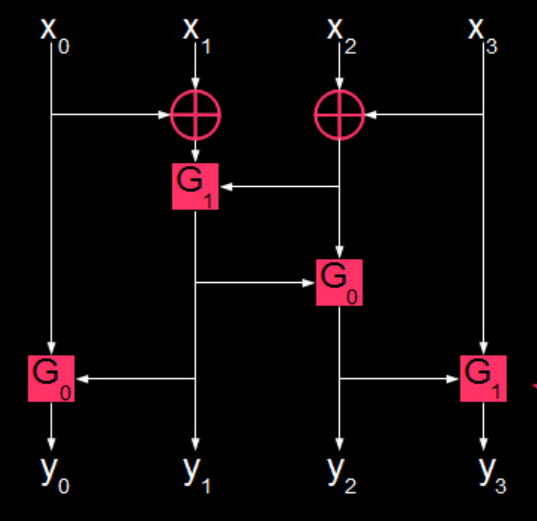 x₀ x₁ x₂ x₃
G₁
G₀
G₀ G₁
y₀ y₁ y₂ y₃